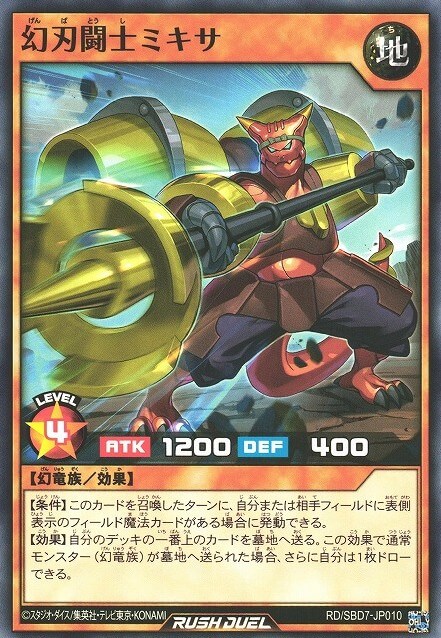 幻刃闘士ミキサ
地
LEVEL
4
ATK 1200 DEF 400
【幻竜族／効果】
【条件】このカードを召喚したターンに、自分または相手フィールドに表側
表示のフィールド魔法カードがある場合に発動できる。
【効果】自分のデッキの一番上のカードを墓地へ送る。この効果で通常
モンスター（幻竜族）が墓地へ送られた場合、さらに自分は1枚ドロー
できる。
©スタジオ・ダイス/集英社・テレビ東京・KONAMI
RUSH DUEL
RD/SBD7-JP010